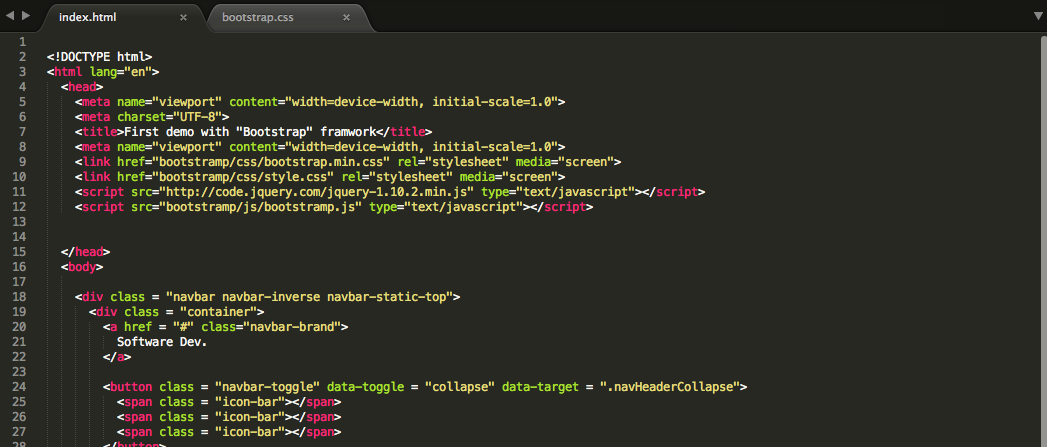 index.html × bootstrap.css ×
1
2 <!DOCTYPE html>
3 <html lang="en">
4 <head>
5 <meta name="viewport" content="width=device-width, initial-scale=1.0">
6 <meta charset="UTF-8">
7 <title>First demo with "Bootstrap" framwork</title>
8 <meta name="viewport" content="width=device-width, initial-scale=1.0">
9 <link href="bootstramp/css/bootstrap.min.css" rel="stylesheet" media="screen">
10 <link href="bootstramp/css/style.css" rel="stylesheet" media="screen">
11 <script src="http://code.jquery.com/jquery-1.10.2.min.js" type="text/javascript"></script>
12 <script src="bootstramp/js/bootstramp.js" type="text/javascript"></script>
13
14
15 </head>
16 <body>
17
18 <div class = "navbar navbar-inverse navbar-static-top">
19 <div class = "container">
20 <a href = "#" class="navbar-brand">
21 Software Dev.
22 </a>
23
24 <button class = "navbar-toggle" data-toggle = "collapse" data-target = ".navHeaderCollapse">
25 <span class = "icon-bar"></span>
26 <span class = "icon-bar"></span>
27 <span class = "icon-bar"></span>
28 </button>